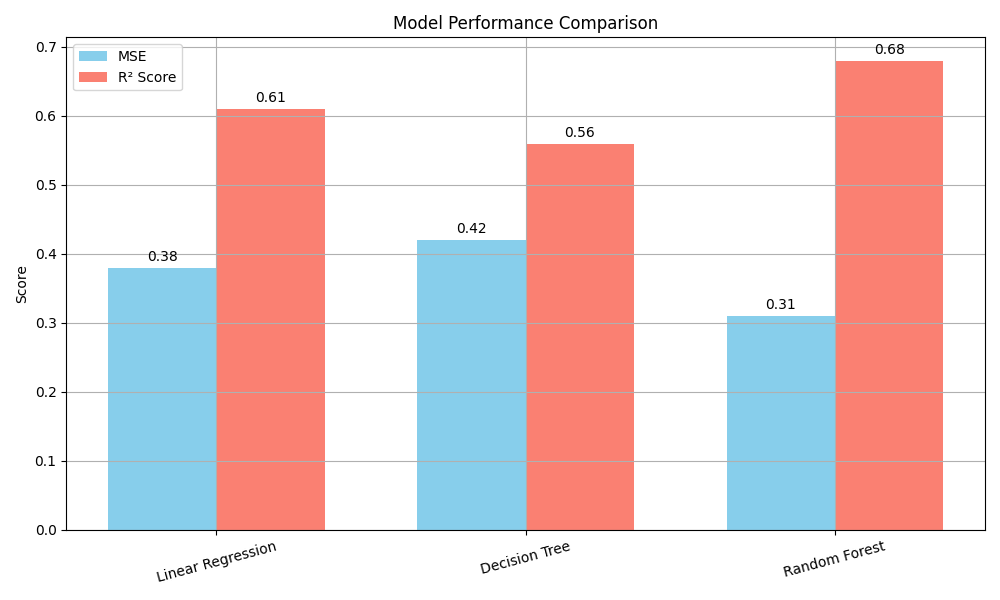 Model Performance Comparison
MSE
R² Score
0.7
0.6
0.5
0.4
0.3
0.2
0.1
0.0
Score
0.38
0.61
0.42
0.56
0.31
0.68
Linear Regression
Decision Tree
Random Forest